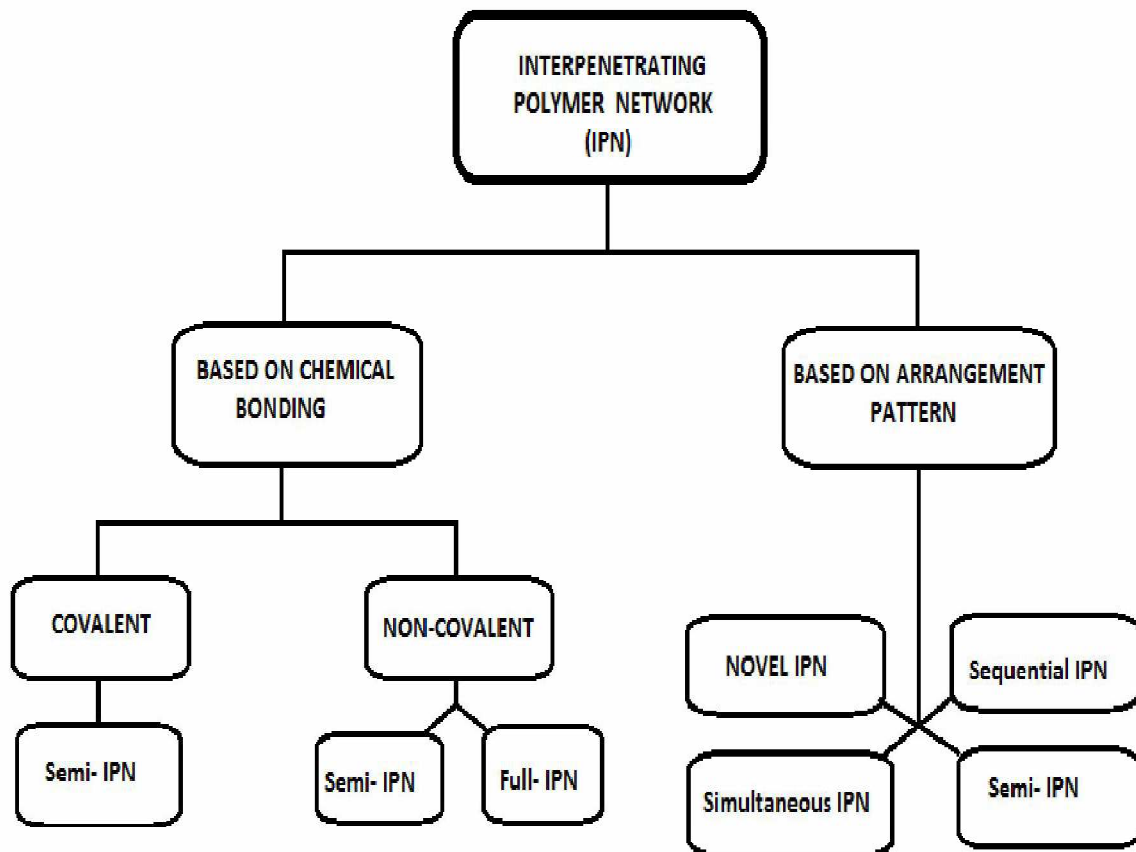 INTERPENETRATING
POLYMER NETWORK
(IPN)
BASED ON CHEMICAL
BONDING
BASED ON ARRANGEMENT
PATTERN
COVALENT
NON-COVALENT
NOVEL IPN
Sequential IPN
Semi- IPN
Semi- IPN
Full- IPN
Simultaneous IPN
Semi- IPN